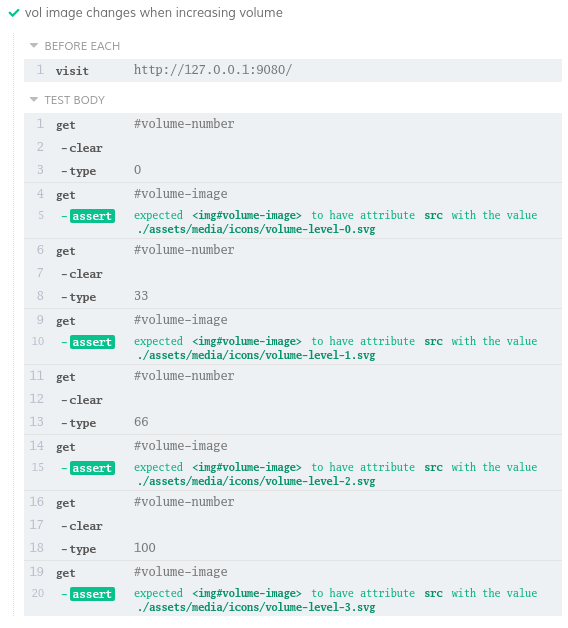 vol image changes when increasing volume
BEFORE EACH
1 visit http://127.0.0.1:9080/
TEST BODY
1 get #volume-number
2 -clear
3 -type 0
4 get #volume-image
5 -assert expected <img#volume-image> to have attribute src with the value
./assets/media/icons/volume-level-0.svg
6 get #volume-number
7 -clear
8 -type 33
9 get #volume-image
10 -assert expected <img#volume-image> to have attribute src with the value
./assets/media/icons/volume-level-1.svg
11 get #volume-number
12 -clear
13 -type 66
14 get #volume-image
15 -assert expected <img#volume-image> to have attribute src with the value
./assets/media/icons/volume-level-2.svg
16 get #volume-number
17 -clear
18 -type 100
19 get #volume-image
20 -assert expected <img#volume-image> to have attribute src with the value
./assets/media/icons/volume-level-3.svg